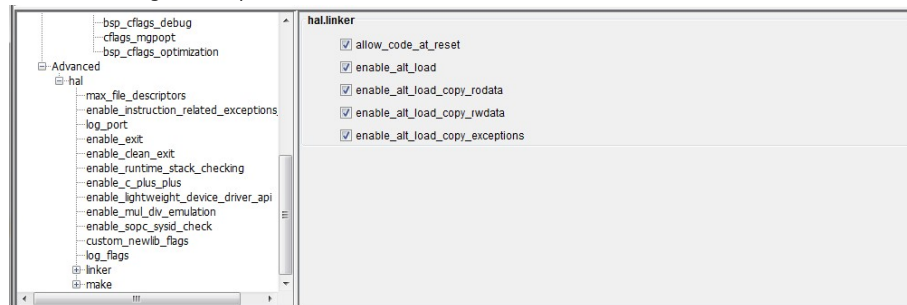 bsp_cflags_debug
cflags_mgpopt
bsp_cflags_optimization
Advanced
hal
max_file_descriptors
enable_instruction_related_exceptions_
log_port
enable_exit
enable_clean_exit
enable_runtime_stack_checking
enable_c_plus_plus
enable_lightweight_device_driver_api
enable_mul_div_emulation
enable_sopc_sysid_check
custom_newlib_flags
log_flags
linker
make
hal.linker
allow_code_at_reset
enable_alt_load
enable_alt_load_copy_rodata
enable_alt_load_copy_rwdata
enable_alt_load_copy_exceptions